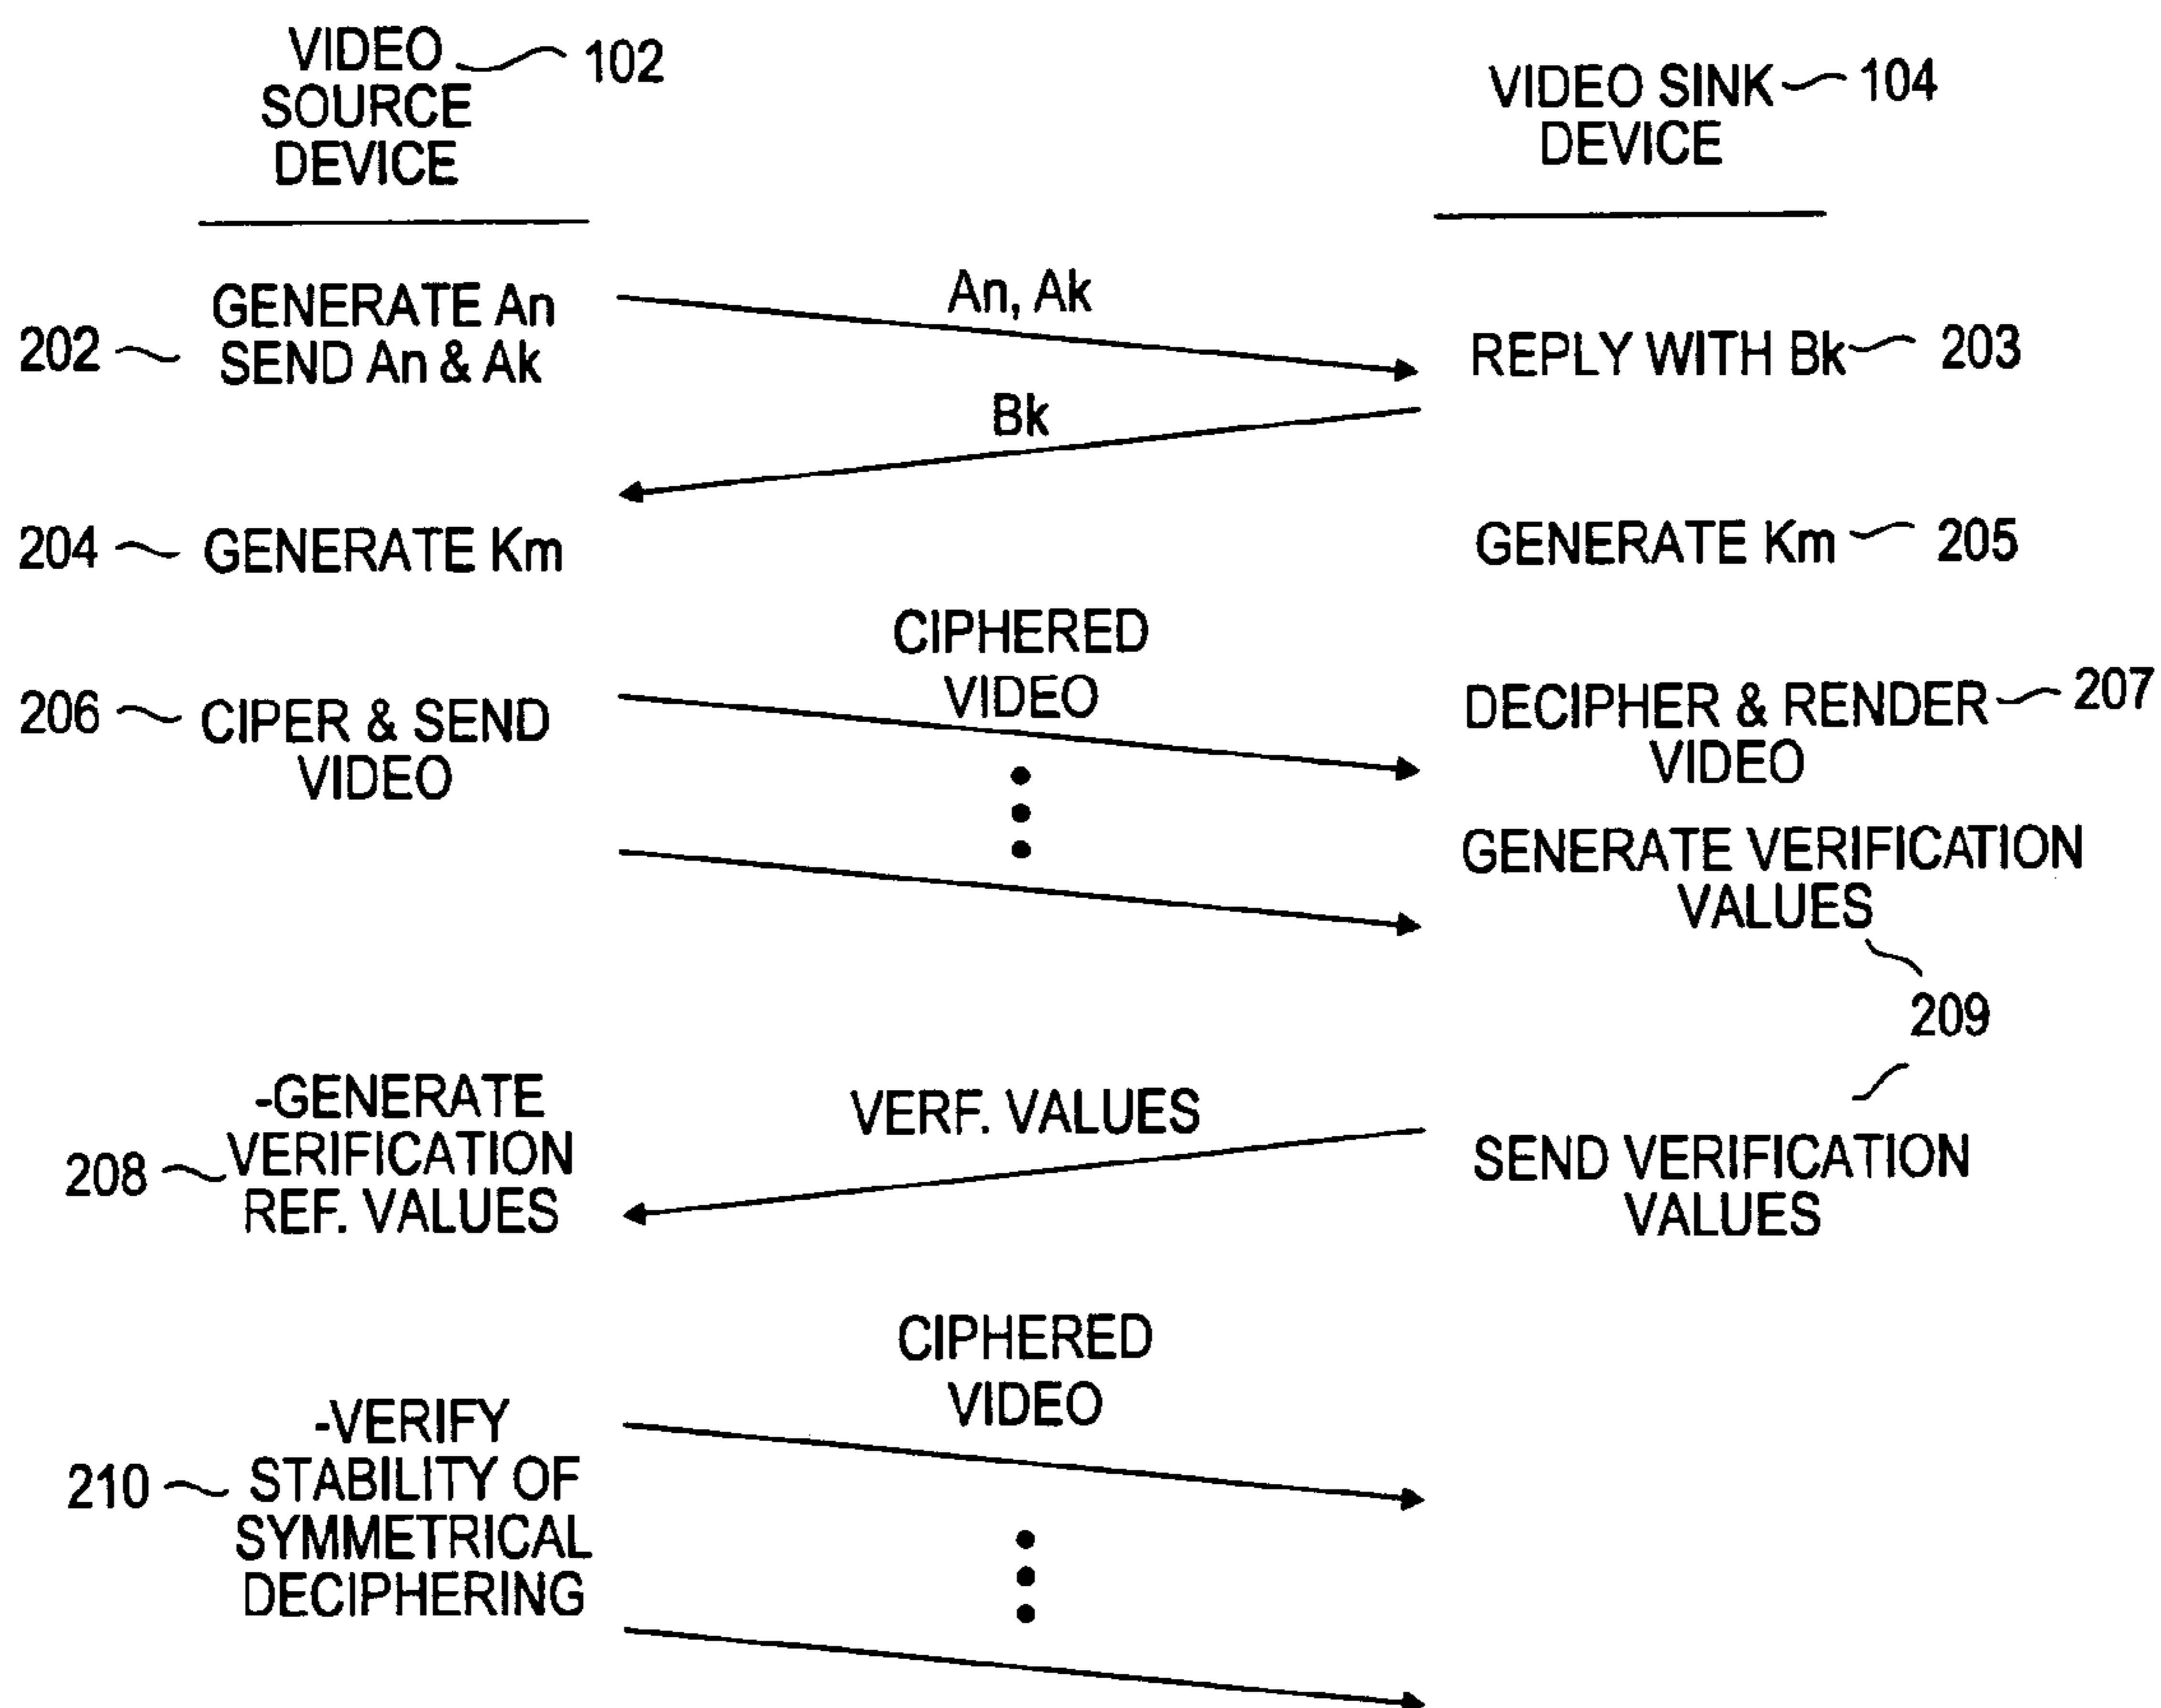 VIDEO
SOURCE
DEVICE
102
VIDEO SINK 104
DEVICE
GENERATE An
202 SEND An & Ak
An, Ak
REPLY WITH Bk 203
Bk
204 GENERATE Km
GENERATE Km 205
CIPHERED
VIDEO
206 CIPER & SEND
VIDEO
DECIPHER & RENDER 207
VIDEO
GENERATE VERIFICATION
VALUES
209
-GENERATE
208 VERIFICATION
REF. VALUES
VERF. VALUES
SEND VERIFICATION
VALUES
CIPHERED
VIDEO
-VERIFY
210 STABILITY OF
SYMMETRICAL
DECIPHERING